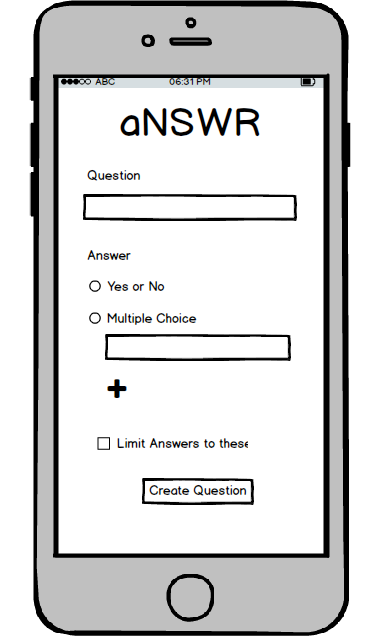 ABC 06:31 PM
aNSWR
Question
Answer
Yes or No
Multiple Choice
Limit Answers to these
Create Question